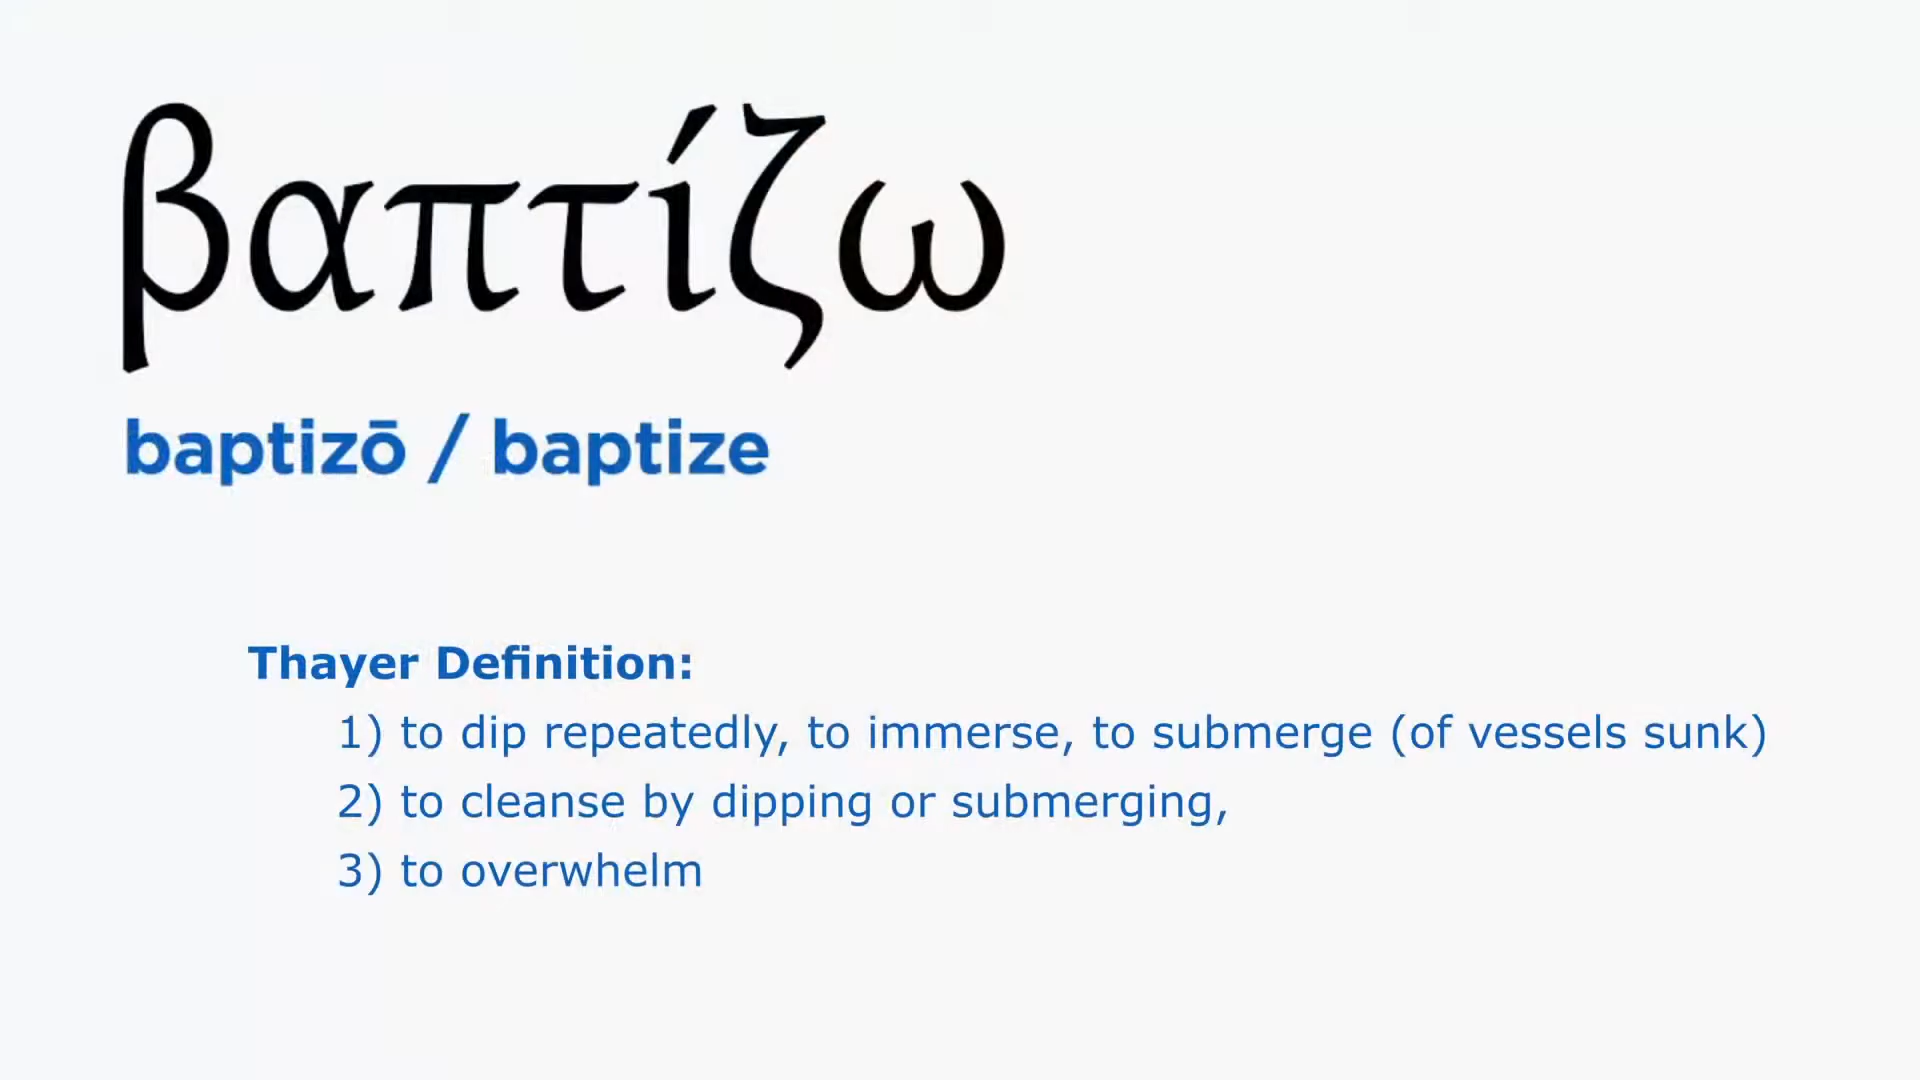 βαπτίζω
baptizō / baptize
Thayer Definition:
1) to dip repeatedly, to immerse, to submerge (of vessels sunk)
2) to cleanse by dipping or submerging,
3) to overwhelm